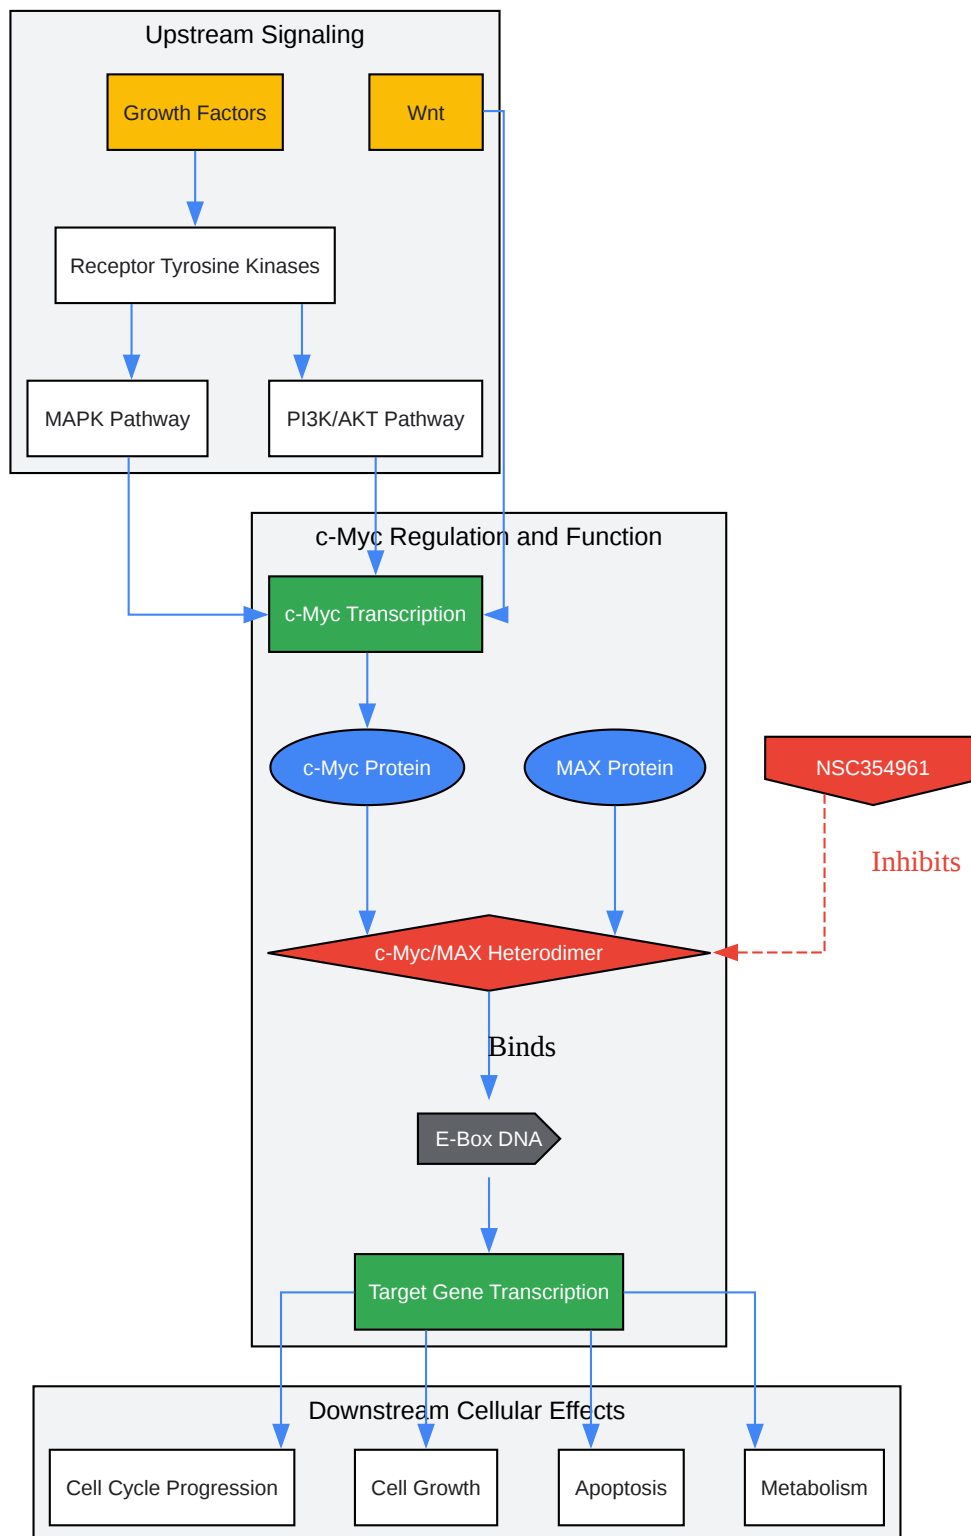 Upstream Signaling
Growth Factors
Wnt
Receptor Tyrosine Kinases
MAPK Pathway
PI3K/AKT Pathway
c-Myc Regulation and Function
c-Myc Transcription
c-Myc Protein
MAX Protein
NSC354961
Inhibits
c-Myc/MAX Heterodimer
Binds
E-Box DNA
Target Gene Transcription
Downstream Cellular Effects
Cell Cycle Progression
Cell Growth
Apoptosis
Metabolism